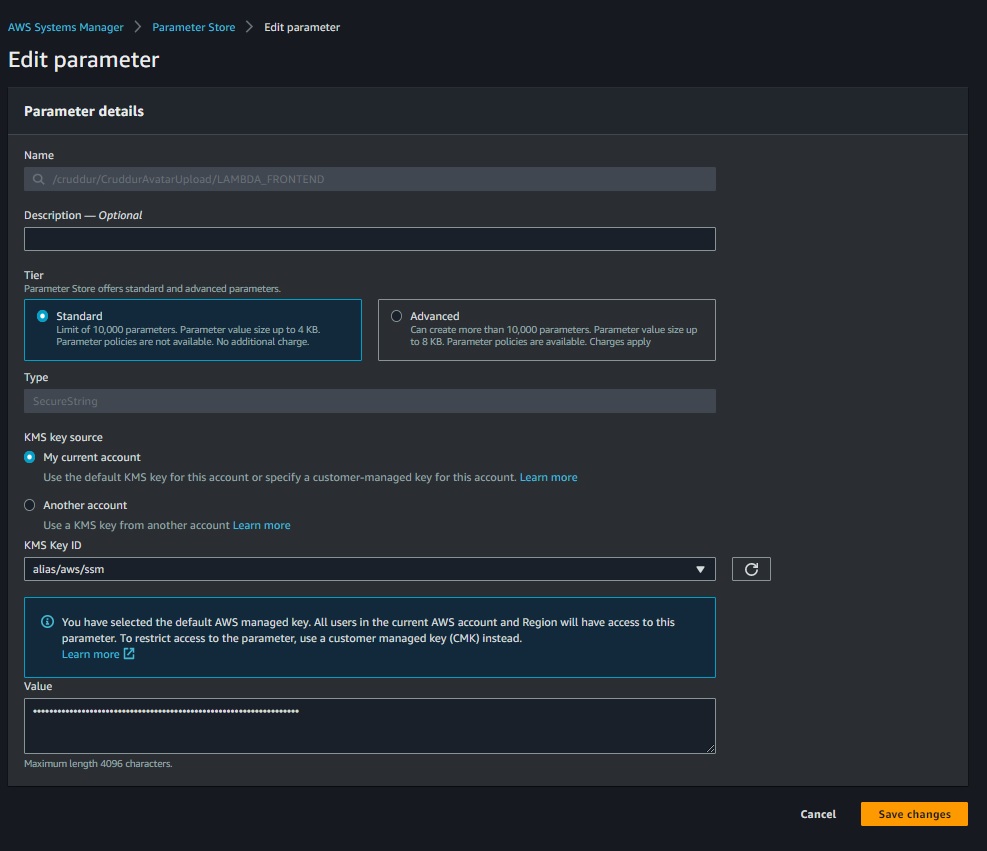 AWS Systems Manager > Parameter Store > Edit parameter
Edit parameter
Parameter details
Name
/cruddur/CruddurAvatarUpload/LAMBDA_FRONTEND
Description — Optional
Tier
Parameter Store offers standard and advanced parameters.
Standard
Limit of 10,000 parameters. Parameter value size up to 4 KB.
Parameter policies are not available. No additional charge.
Advanced
Can create more than 10,000 parameters. Parameter value size up
to 8 KB. Parameter policies are available. Charges apply
Type
SecureString
KMS key source
My current account
Use the default KMS key for this account or specify a customer-managed key for this account. Learn more
Another account
Use a KMS key from another account Learn more
KMS Key ID
alias/aws/ssm
You have selected the default AWS managed key. All users in the current AWS account and Region will have access to this
parameter. To restrict access to the parameter, use a customer managed key (CMK) instead.
Learn more
Value
Maximum length 4096 characters.
Cancel
Save changes